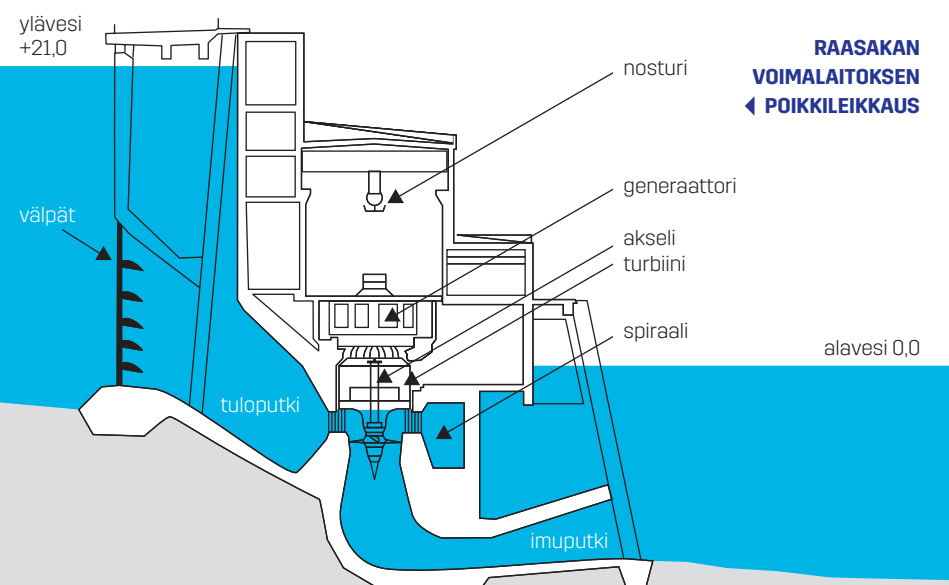 ylävesi
+21,0
RAASAKAN
VOIMALAITOKSEN
POIKKILEIKKAUS
nosturi
generaattori
välpät
akseli
turbiini
spiraali
alavesi 0,0
tuloputki
imuputki